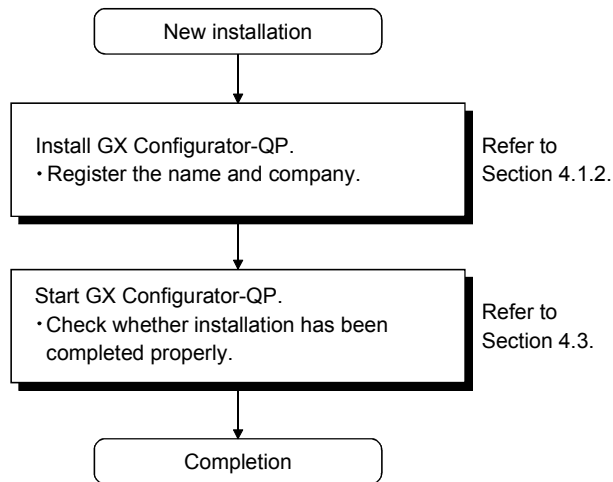 New installation
Install GX Configurator-QP.
・Register the name and company.
Refer to
Section 4.1.2.
Start GX Configurator-QP.
・Check whether installation has been
completed properly.
Refer to
Section 4.3.
Completion